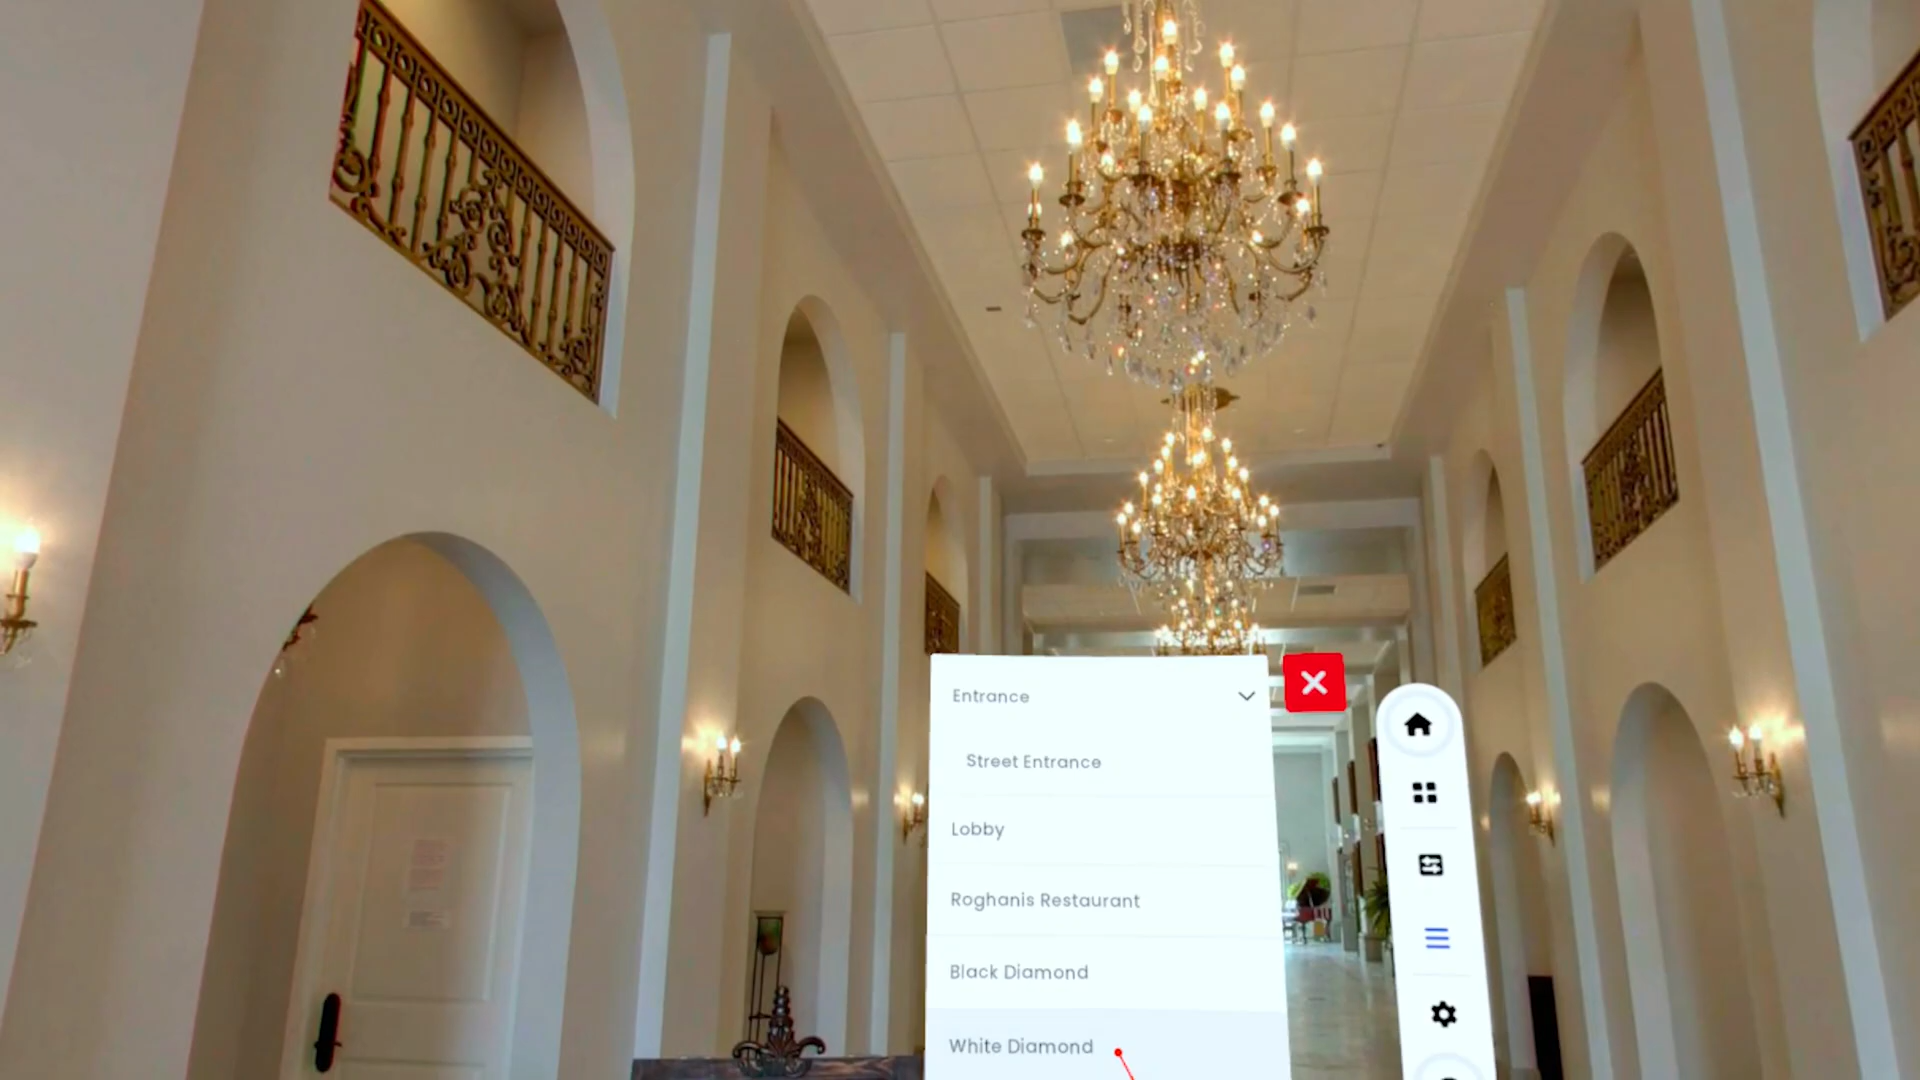 Entrance
Street Entrance
Lobby
Roghanis Restaurant
Black Diamond
White Diamond